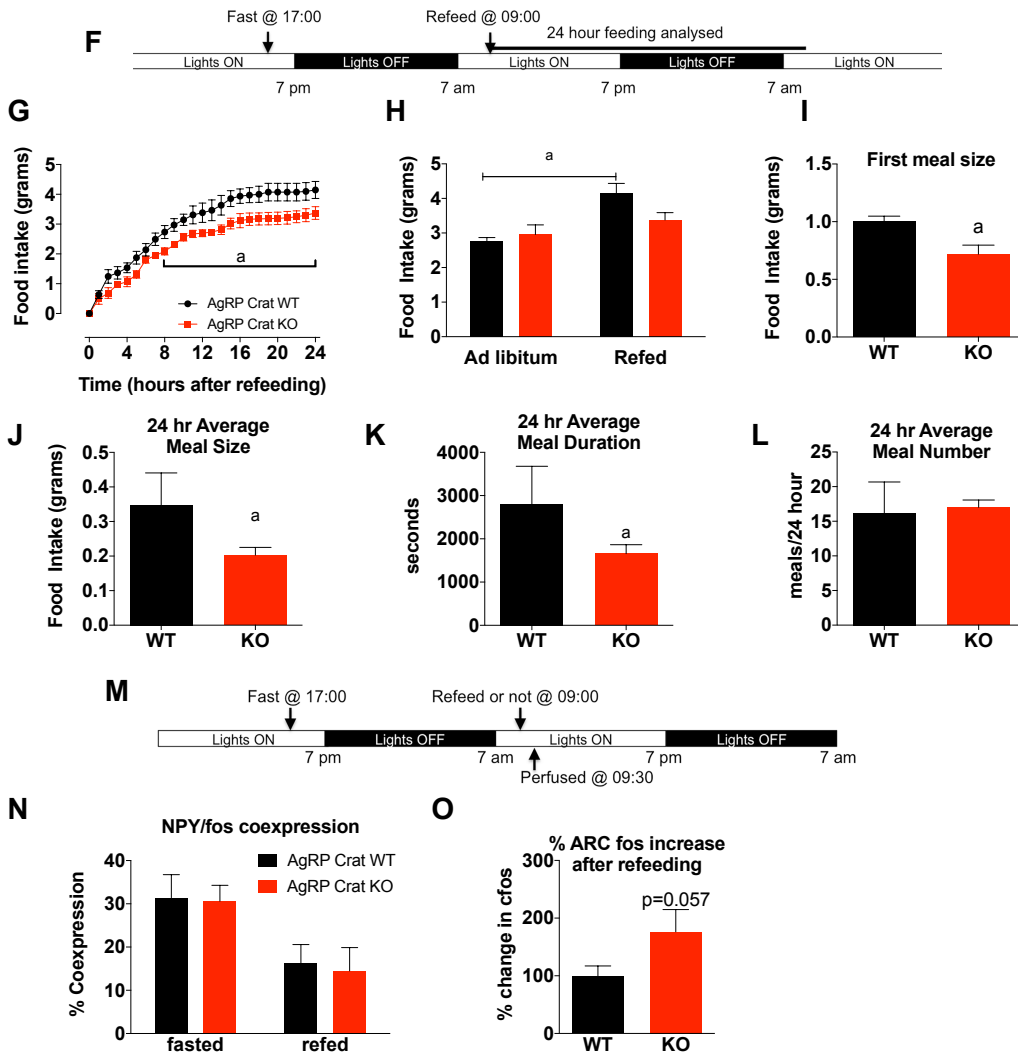 Fast @ 17:00
Refeed @ 09:00
F
24 hour feeding analysed
Lights ON
Lights OFF
Lights ON
Lights OFF
Lights ON
7 pm
7 am
7 pm
7 am
G
Food intake (grams)
5
4
3
2
1
0
a
AgRP Crat WT
AgRP Crat KO
0
4
8
12
16
20
24
Time (hours after refeeding)
H
Food Intake (grams)
5
4
3
2
1
0
a
Ad libitum
Refed
I
First meal size
Food Intake (grams)
1.5
1.0
0.5
0.0
a
WT
KO
J
24 hr Average
Meal Size
Food Intake (grams)
0.5
0.4
0.3
0.2
0.1
0.0
a
WT
KO
K
24 hr Average
Meal Duration
seconds
4000
3000
2000
1000
0
a
WT
KO
L
24 hr Average
Meal Number
meals/24 hour
25
20
15
10
5
0
WT
KO
M
Fast @ 17:00
Refeed or not @ 09:00
Lights ON
Lights OFF
Lights ON
Lights OFF
7 pm
7 am
7 pm
7 am
Perfused @ 09:30
N
NPY/fos coexpression
% Coexpression
40
30
20
10
0
AgRP Crat WT
AgRP Crat KO
fasted
refed
O
% ARC fos increase
after refeeding
% change in cfos
300
200
100
0
p=0.057
WT
KO